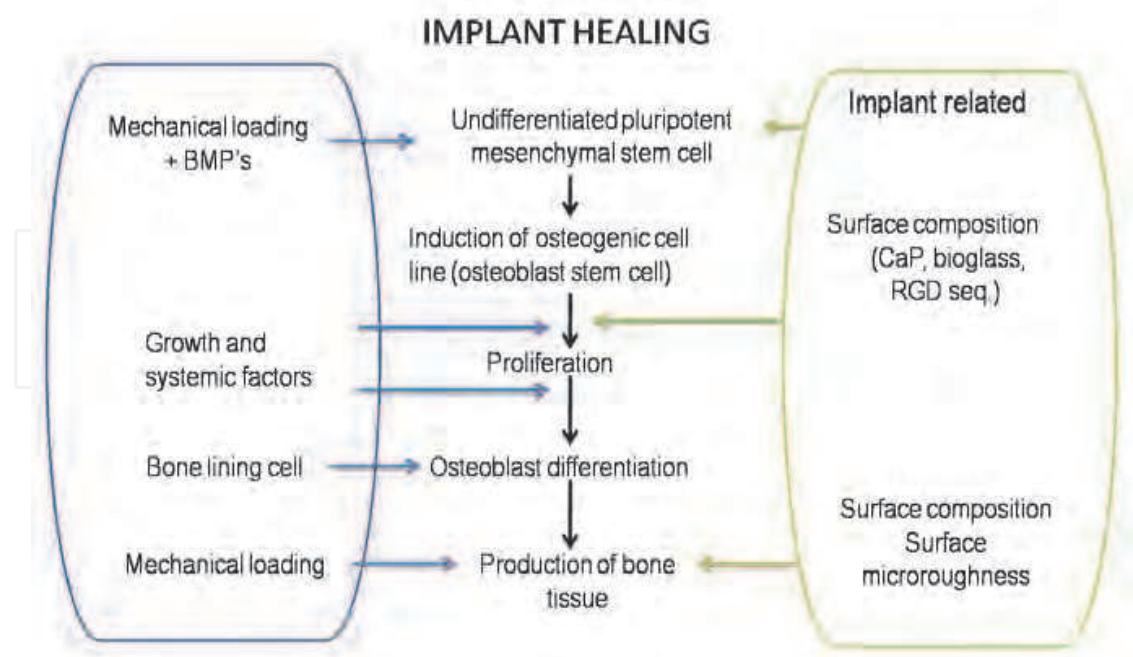 IMPLANT HEALING
Mechanical loading
+ BMP's
Growth and
systemic factors
Bone lining cell
Mechanical loading
Undifferentiated pluripotent
mesenchymal stem cell
Induction of osteogenic cell
line (osteoblast stem cell)
Proliferation
Osteoblast differentiation
Production of bone
tissue
Implant related
Surface composition
(CaP, bioglass,
RGD seq.)
Surface composition
Surface
microroughness